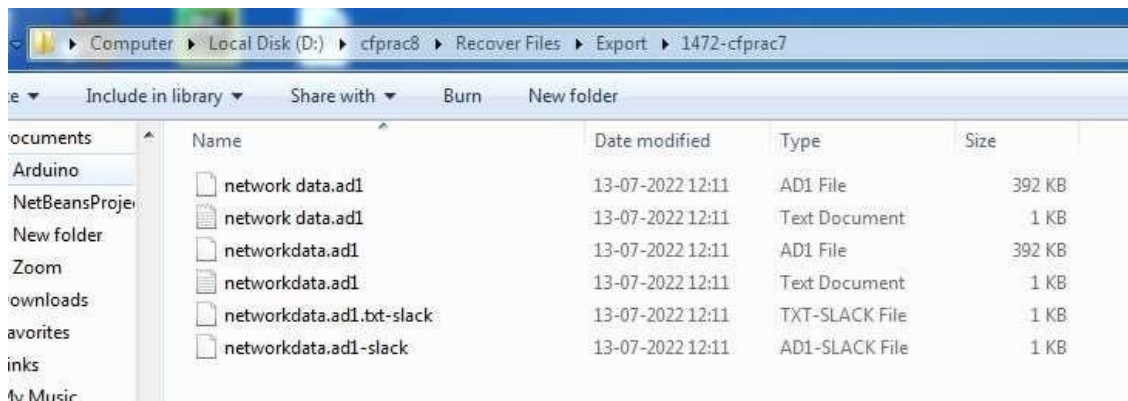 Computer ▸ Local Disk (D:) ▸ cfprac8 ▸ Recover Files ▸ Export ▸ 1472-cfprac7
Include in library Share with Burn New folder
Name Date modified Type Size
network data.ad1 13-07-2022 12:11 AD1 File 392 KB
network data.ad1 13-07-2022 12:11 Text Document 1 KB
networkdata.ad1 13-07-2022 12:11 AD1 File 392 KB
networkdata.ad1 13-07-2022 12:11 Text Document 1 KB
networkdata.ad1.txt-slack 13-07-2022 12:11 TXT-SLACK File 1 KB
networkdata.ad1-slack 13-07-2022 12:11 AD1-SLACK File 1 KB
ocuments
Arduino
NetBeansProje
New folder
Zoom
ownloads
avorites
inks
My Music